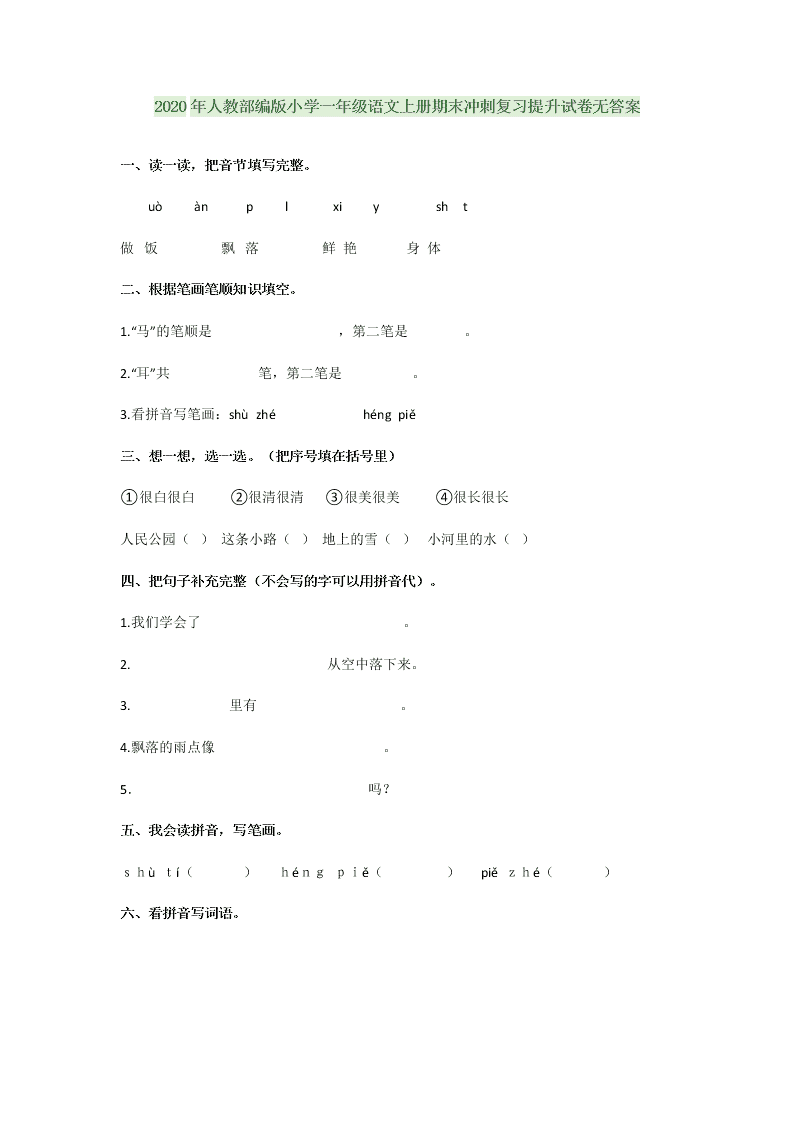 2020 年人教部编版小学一年级语文上册期末冲刺复习提升试卷无答案
一、读一读，把音节填写完整。
uò àn p l xi y sh t
做 饭 飘 落 鲜 艳 身 体
二、根据笔画笔顺知识填空。
1.“马”的笔顺是 ，第二笔是 。
2.“耳”共 笔，第二笔是 。
3.看拼音写笔画：shù zhé héng piě
三、想一想，选一选。（把序号填在括号里）
①很白很白 ②很清很清 ③很美很美 ④很长很长
人民公园（ ） 这条小路（ ） 地上的雪（ ） 小河里的水（ ）
四、把句子补充完整（不会写的字可以用拼音代）。
1.我们学会了 。
2. 从空中落下来。
3. 里有 。
4.飘落的雨点像 。
5. 吗？
五、我会读拼音，写笔画。
ｓｈù ｔí（ ） ｈéｎｇ ｐｉě（ ） piě ｚｈé（ ）
六、看拼音写词语。